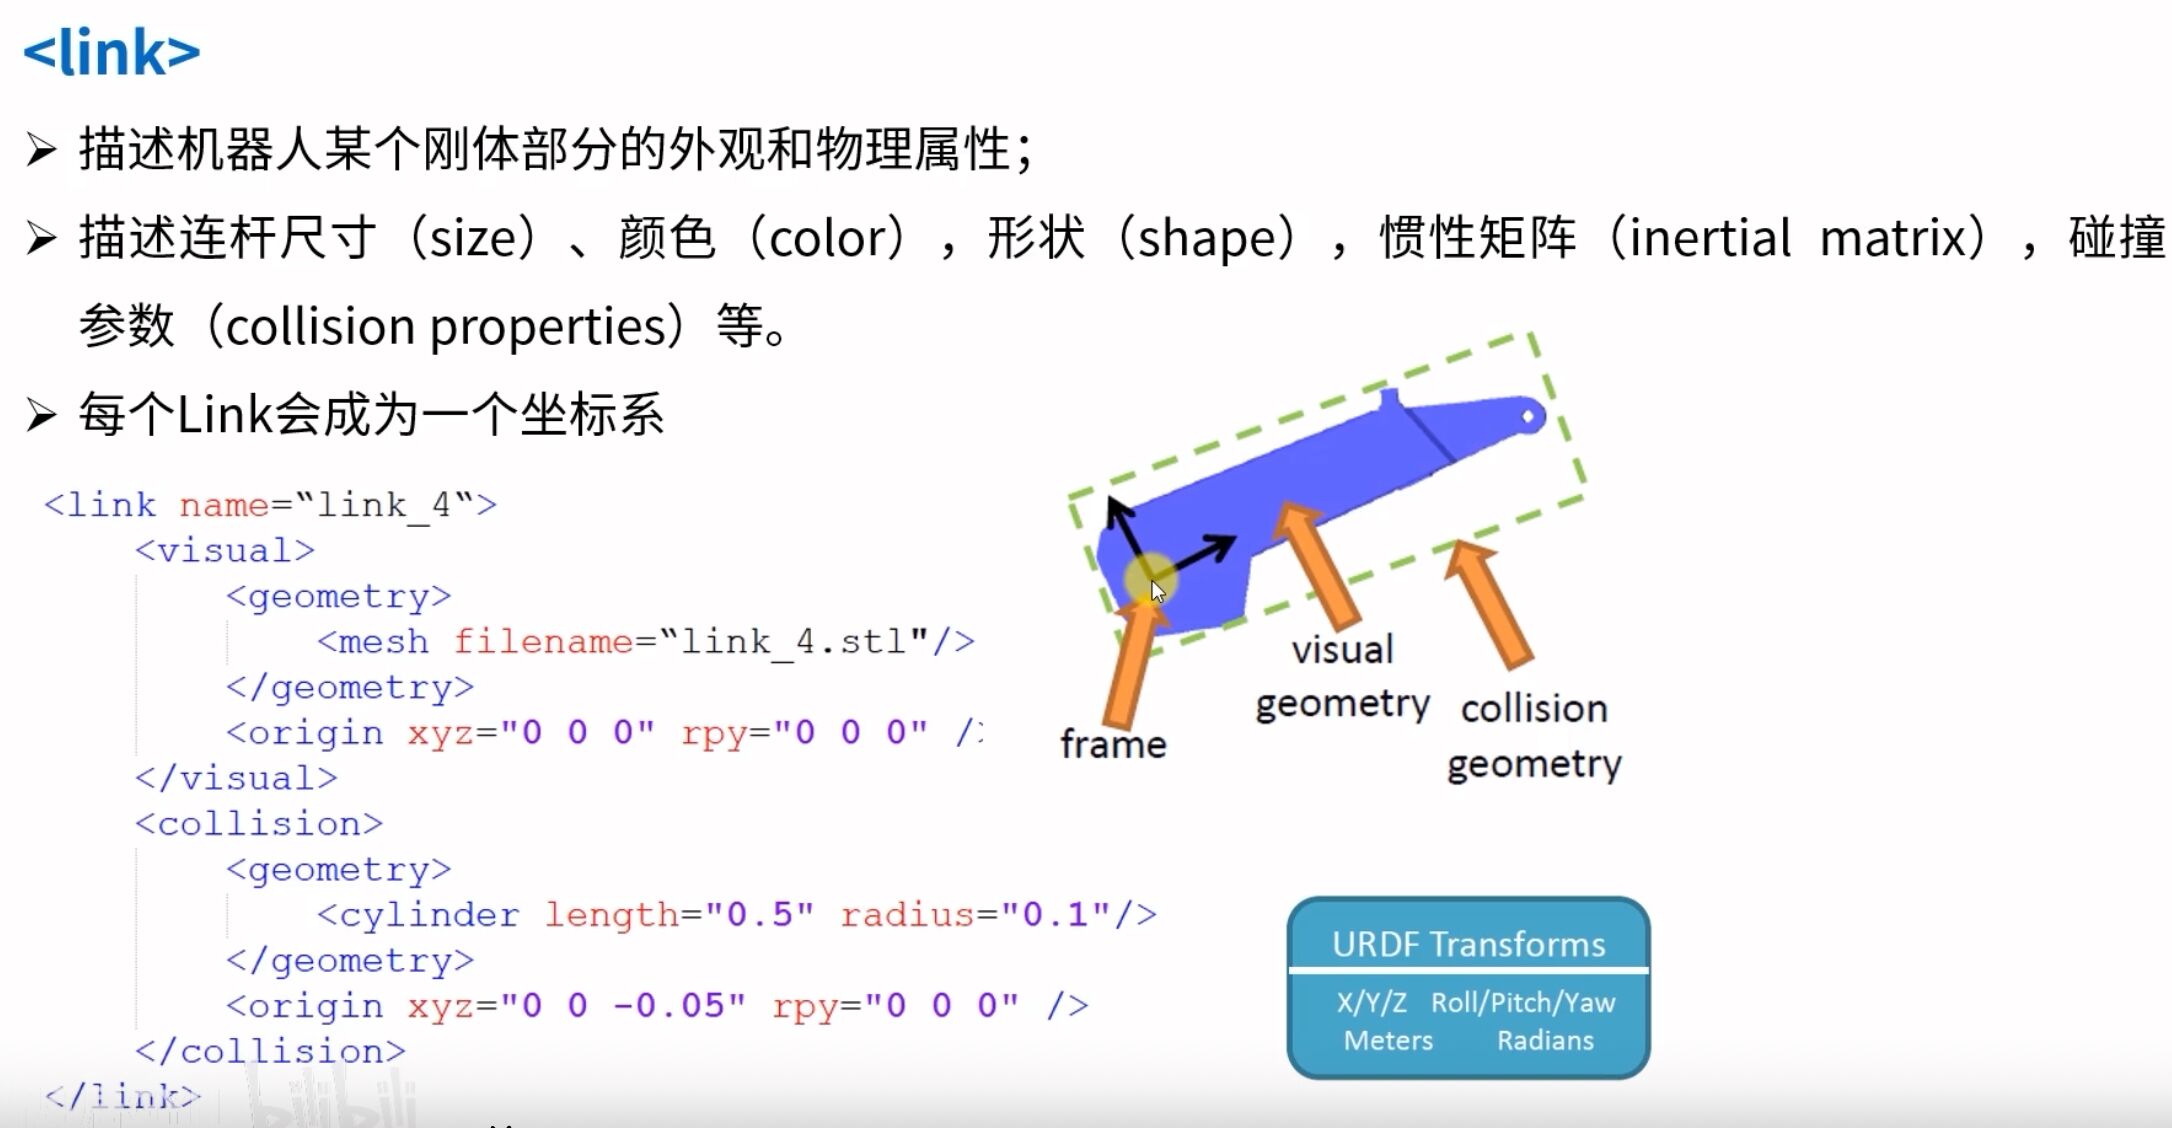 <link>
➢ 描述机器人某个刚体部分的外观和物理属性；
➢ 描述连杆尺寸（size）、颜色（color），形状（shape），惯性矩阵（inertial matrix），碰撞
参数（collision properties）等。
➢ 每个Link会成为一个坐标系
<link name=“link_4“>
<visual>
<geometry>
<mesh filename=“link_4.stl"/>
</geometry>
<origin xyz="0 0 0" rpy="0 0 0" />
</visual>
<collision>
<geometry>
<cylinder length="0.5" radius="0.1"/>
</geometry>
<origin xyz="0 0 -0.05" rpy="0 0 0" />
</collision>
</link>
frame
visual
geometry
collision
geometry
URDF Transforms
X/Y/Z Roll/Pitch/Yaw
Meters Radians
bilibili